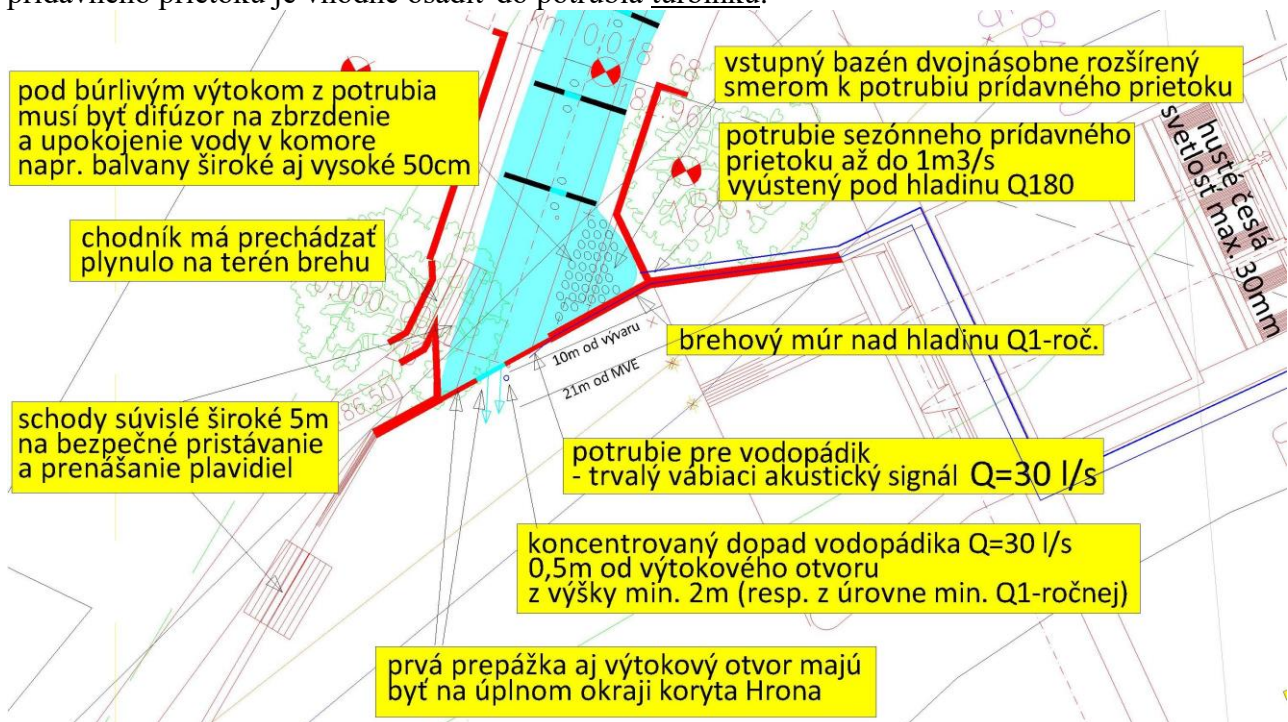 prídavného prietoku je vhodné osadiť do potrubia turbínku.
pod búrlivým výtokom z potrubia
musí byť difúzor na zbrzdenie
a upokojenie vody v komore
napr. balvany široké aj vysoké 50cm
vstupný bazén dvojnásobne rozšírený
smerom k potrubiu prídavného prietoku
potrubie sezónneho prídavného
prietoku až do 1m3/s
vyústený pod hladinu Q180
husté česlá
svetlosť max. 30mm
chodník má prechádzať
plynulo na terén brehu
brehový múr nad hladinu Q1-roč.
10m od vývaru
21m od MVE
86.50
schody súvislé široké 5m
na bezpečné pristávanie
a prenášanie plavidiel
potrubie pre vodopádik
- trvalý vábiaci akustický signál Q=30 l/s
koncentrovaný dopad vodopádika Q=30 l/s
0,5m od výtokového otvoru
z výšky min. 2m (resp. z úrovne min. Q1-ročnej)
prvá prepážka aj výtokový otvor majú
byť na úplnom okraji koryta Hrona